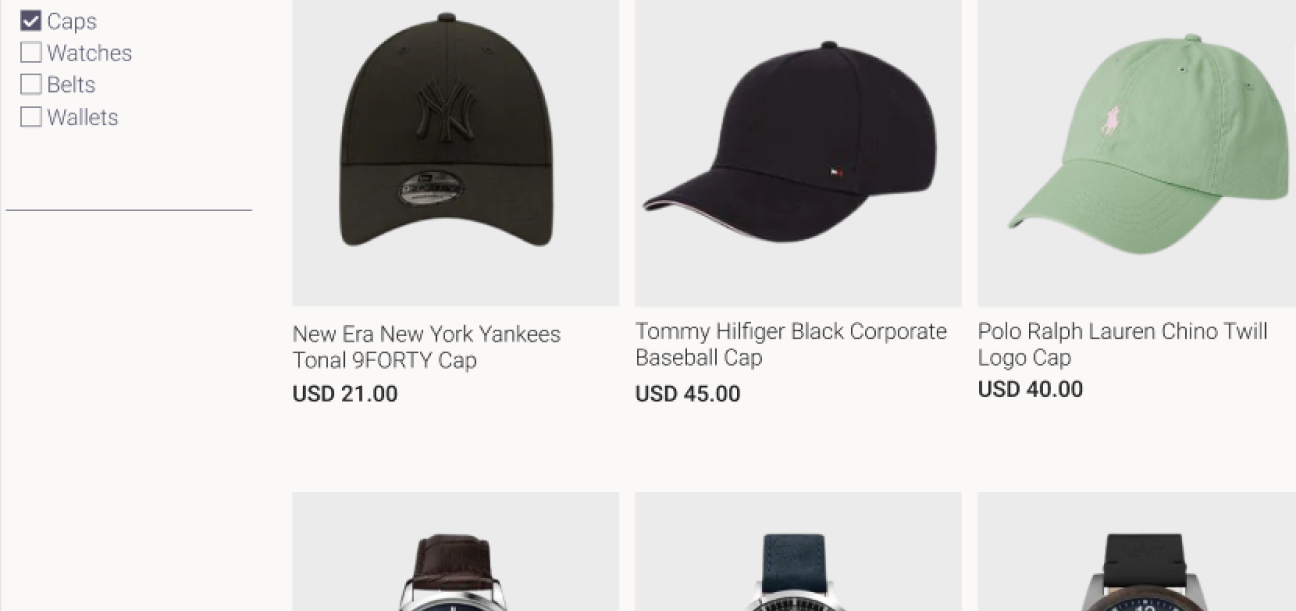 Caps
Watches
Belts
Wallets
NY
New Era New York Yankees
Tonal 9FORTY Cap
USD 21.00
Tommy Hilfiger Black Corporate
Baseball Cap
USD 45.00
Polo Ralph Lauren Chino Twill
Logo Cap
USD 40.00